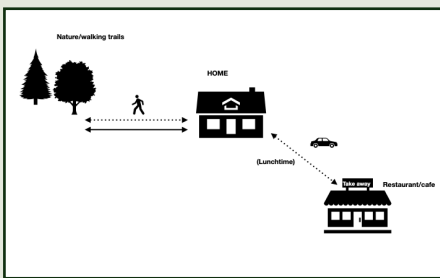 Nature/walking trails
HOME
(Lunchtime)
Take away
Restaurant/cafe